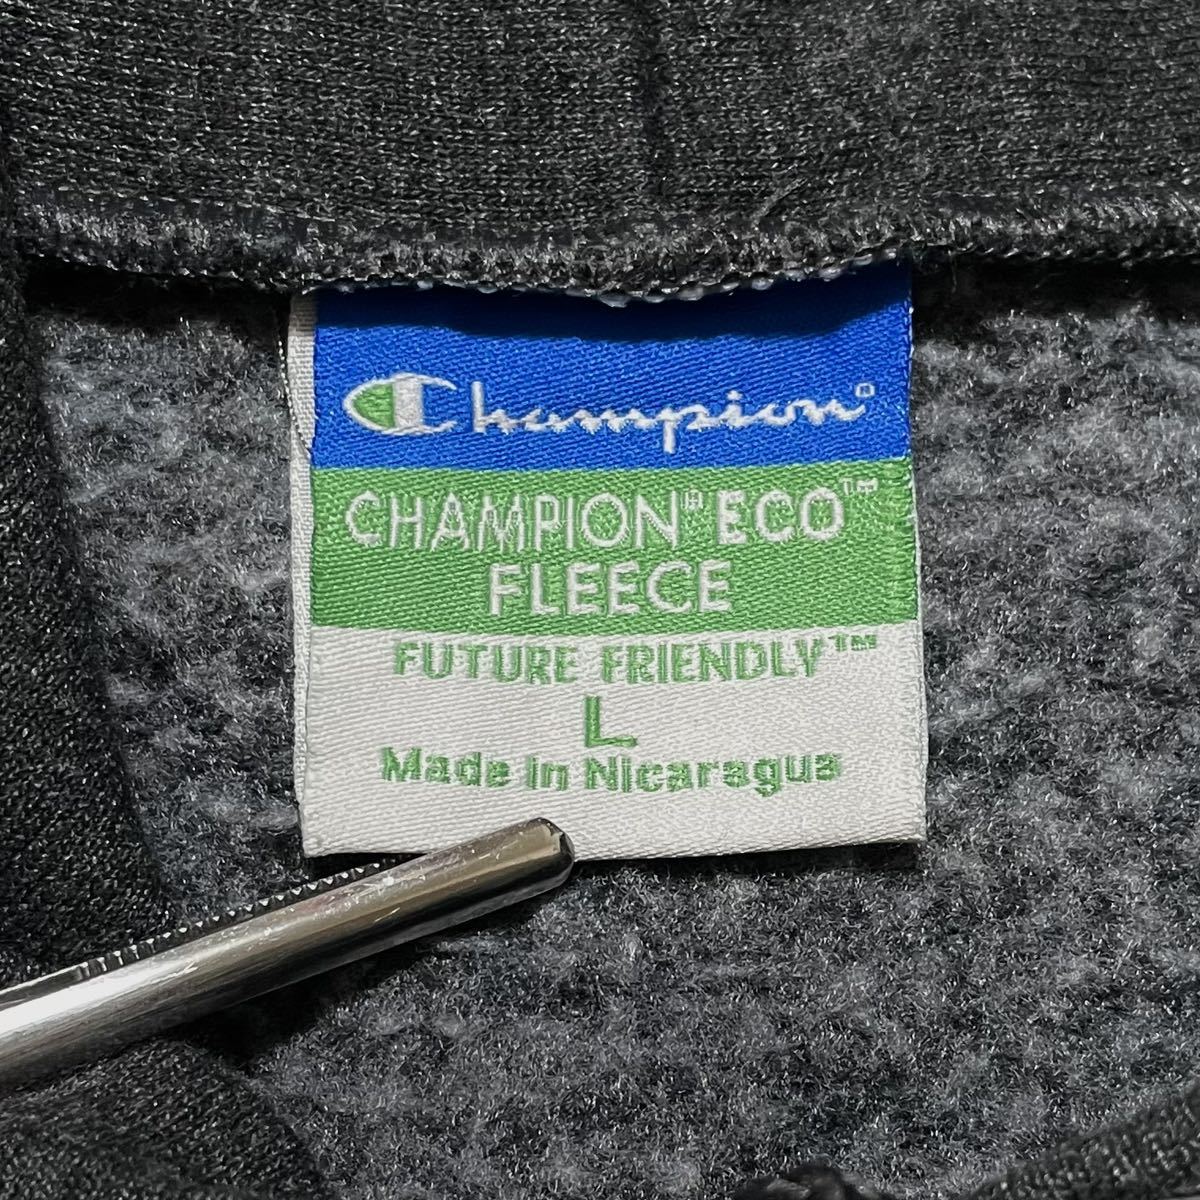 Champion®
CHAMPION® ECO™
FLEECE
FUTURE FRIENDLY™
L
Made In Nicaragua